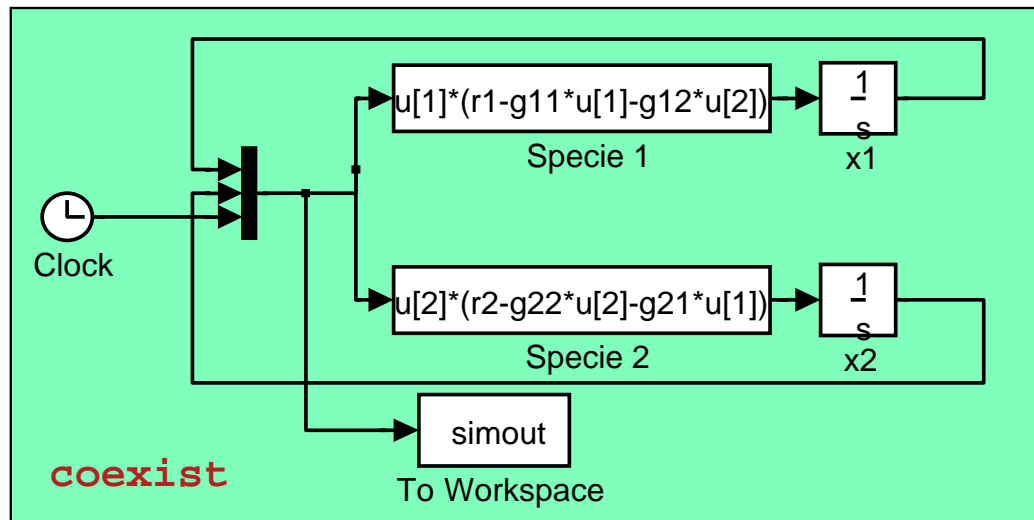 u[1]*(r1-g11*u[1]-g12*u[2])
1
s
Specie 1
x1
Clock
u[2]*(r2-g22*u[2]-g21*u[1])
1
s
Specie 2
x2
simout
coexist
To Workspace